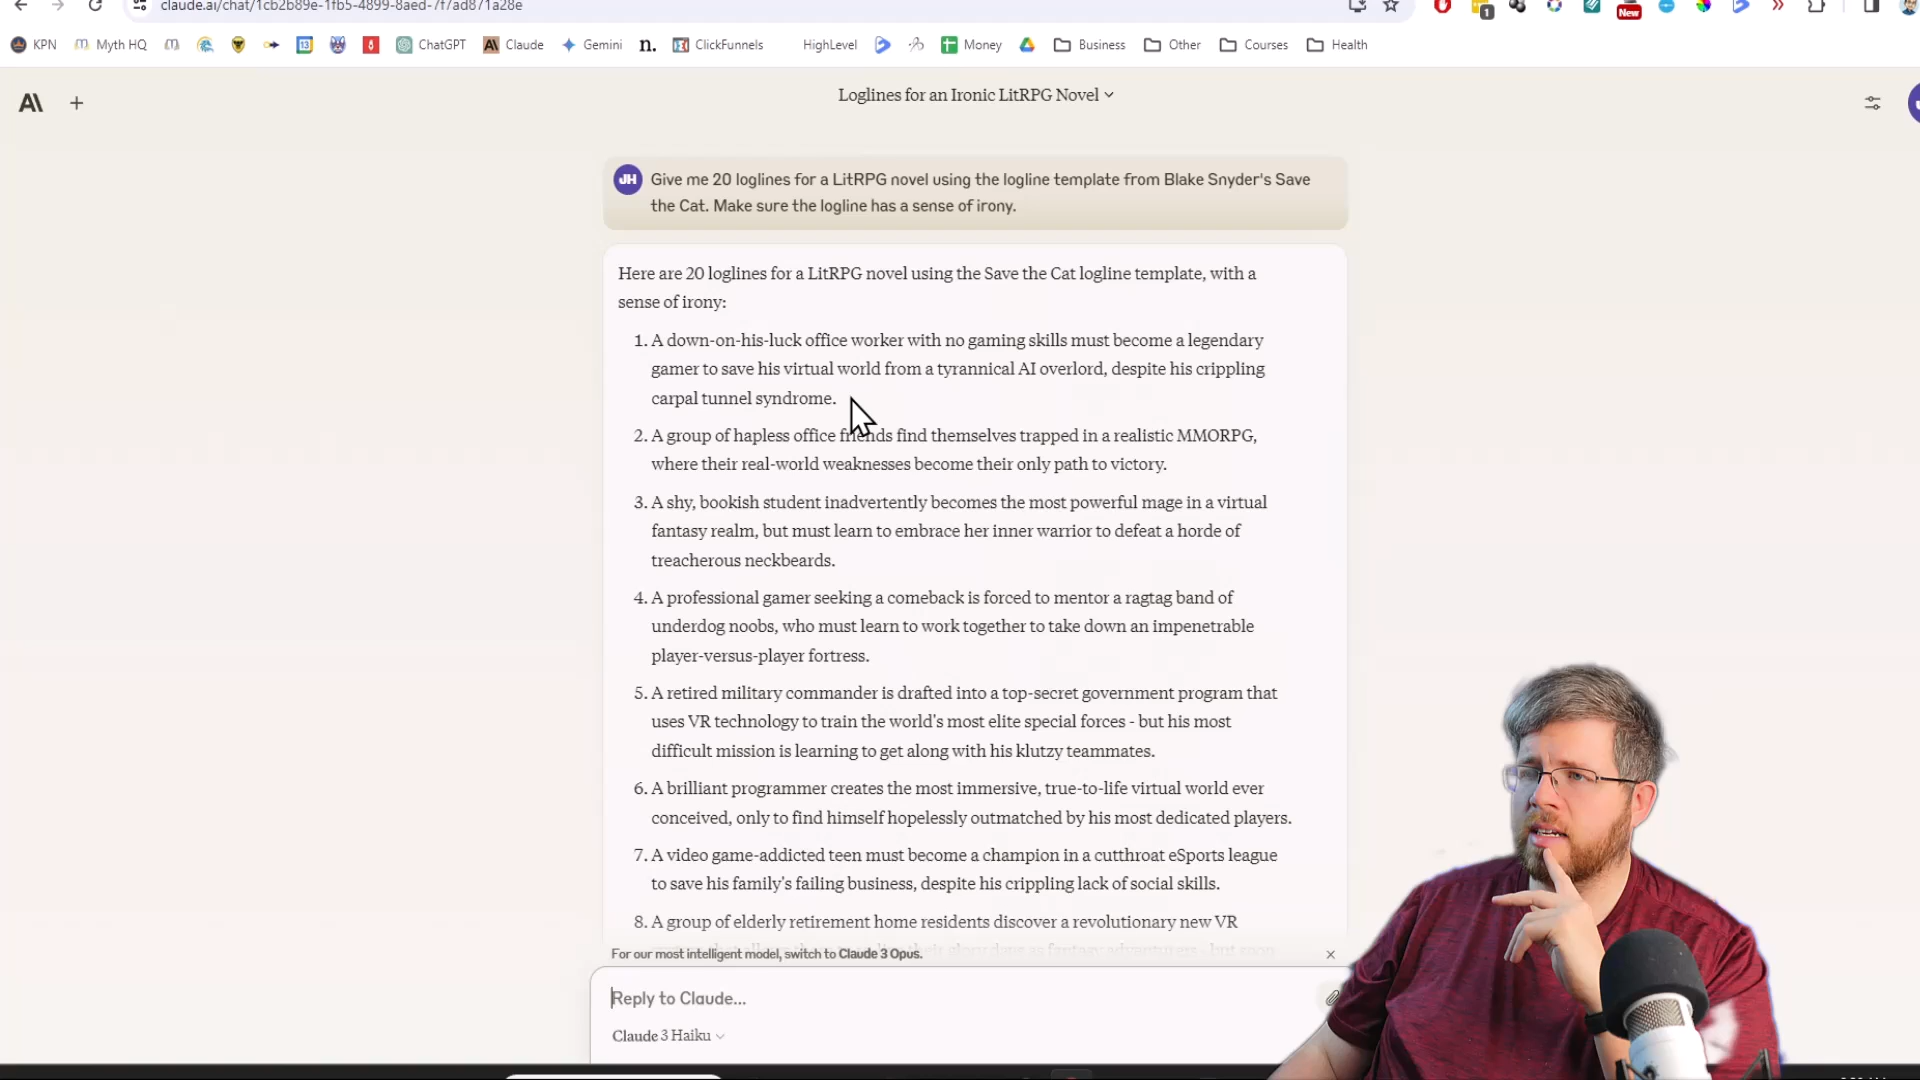 claude.ai/chat/1cb2b89e-1fb5-4899-8aed-7f7ad871a28e
1
New
KPN
Myth HQ
13
ChatGPT
Claude
Gemini
n.
ClickFunnels
HighLevel
Money
Business
Other
Courses
Health
Loglines for an Ironic LitRPG Novel
JH
Give me 20 loglines for a LitRPG novel using the logline template from Blake Snyder's Save
the Cat. Make sure the logline has a sense of irony.
Here are 20 loglines for a LitRPG novel using the Save the Cat logline template, with a
sense of irony:
1. A down-on-his-luck office worker with no gaming skills must become a legendary
gamer to save his virtual world from a tyrannical AI overlord, despite his crippling
carpal tunnel syndrome.
2. A group of hapless office friends find themselves trapped in a realistic MMORPG,
where their real-world weaknesses become their only path to victory.
3. A shy, bookish student inadvertently becomes the most powerful mage in a virtual
fantasy realm, but must learn to embrace her inner warrior to defeat a horde of
treacherous neckbeards.
4. A professional gamer seeking a comeback is forced to mentor a ragtag band of
underdog noobs, who must learn to work together to take down an impenetrable
player-versus-player fortress.
5. A retired military commander is drafted into a top-secret government program that
uses VR technology to train the world's most elite special forces - but his most
difficult mission is learning to get along with his klutzy teammates.
6. A brilliant programmer creates the most immersive, true-to-life virtual world ever
conceived, only to find himself hopelessly outmatched by his most dedicated players.
7. A video game-addicted teen must become a champion in a cutthroat eSports league
to save his family's failing business, despite his crippling lack of social skills.
8. A group of elderly retirement home residents discover a revolutionary new VR
For our most intelligent model, switch to Claude 3 Opus.
Reply to Claude...
Claude 3 Haiku